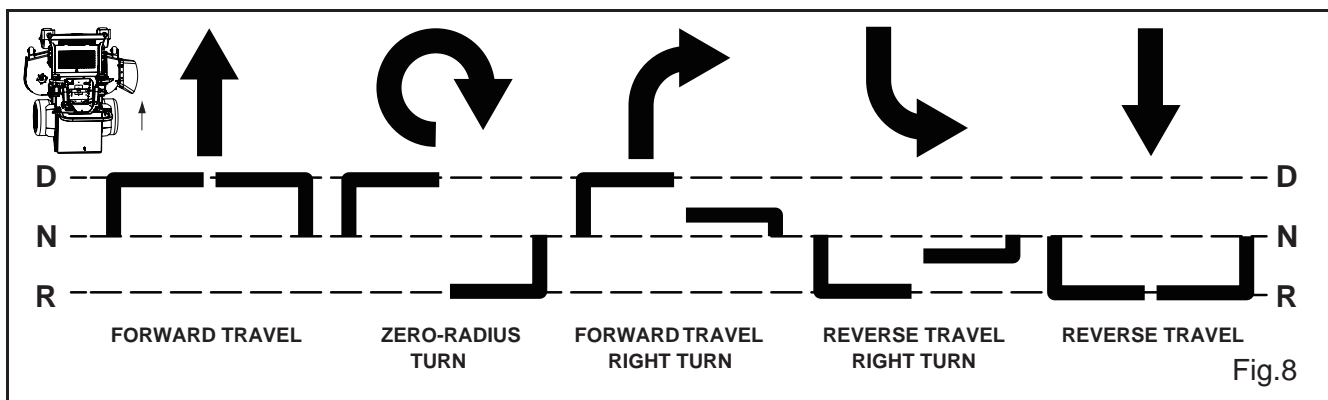 D D
N N
R R
FORWARD TRAVEL ZERO-RADIUS FORWARD TRAVEL REVERSE TRAVEL REVERSE TRAVEL
TURN RIGHT TURN RIGHT TURN
Fig.8